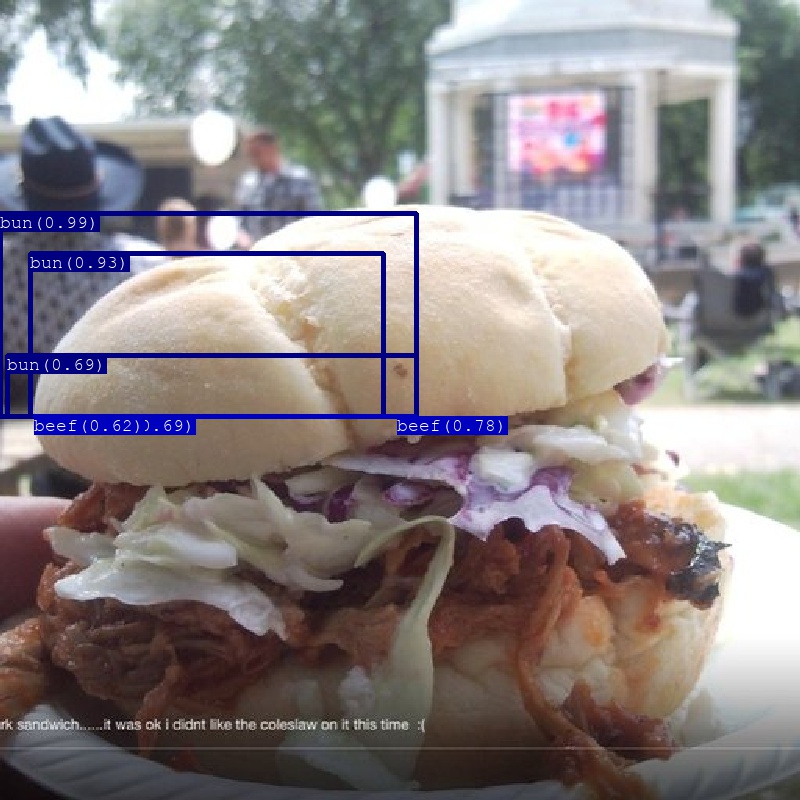 bun(0.99)
bun(0.93)
bun(0.69)
beef(0.62)
).69)
beef(0.78)
rk sandwich......it was ok i didnt like the coleslaw on it this time :(